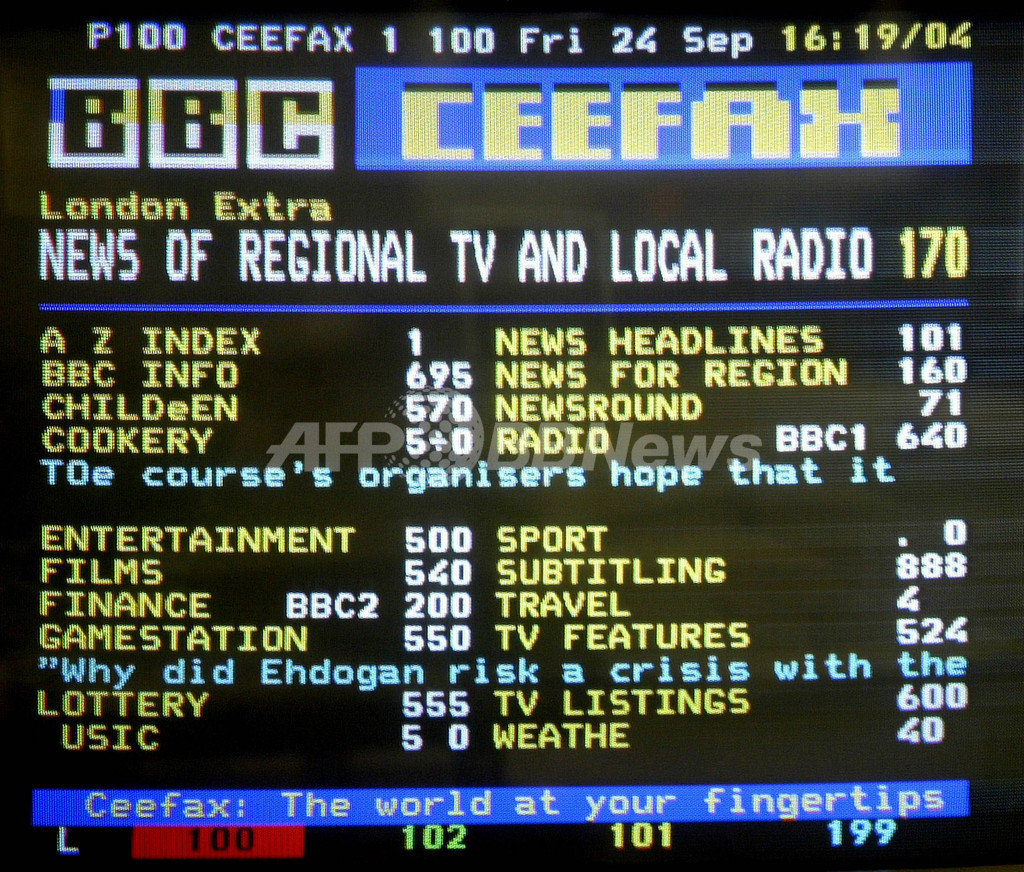 P100 CEEFAX 1 100 Fri 24 Sep 16:19/04
BBC CEEFAX
London Extra
NEWS OF REGIONAL TV AND LOCAL RADIO 170
A Z INDEX 1 NEWS HEADLINES 101
BBC INFO 695 NEWS FOR REGION 160
CHILDeEN 570 NEWSROUND 71
COOKERY 5÷0 RADIO BBC1 640
AFP BBNews
TOe course's organisers hope that it
ENTERTAINMENT 500 SPORT . 0
FILMS 540 SUBTITLING 888
FINANCE BBC2 200 TRAVEL 4
GAMESTATION 550 TV FEATURES 524
"Why did Ehdogan risk a crisis with the
LOTTERY 555 TV LISTINGS 600
USIC 5 0 WEATHE 40
Ceefax: The world at your fingertips
L 100 102 101 199